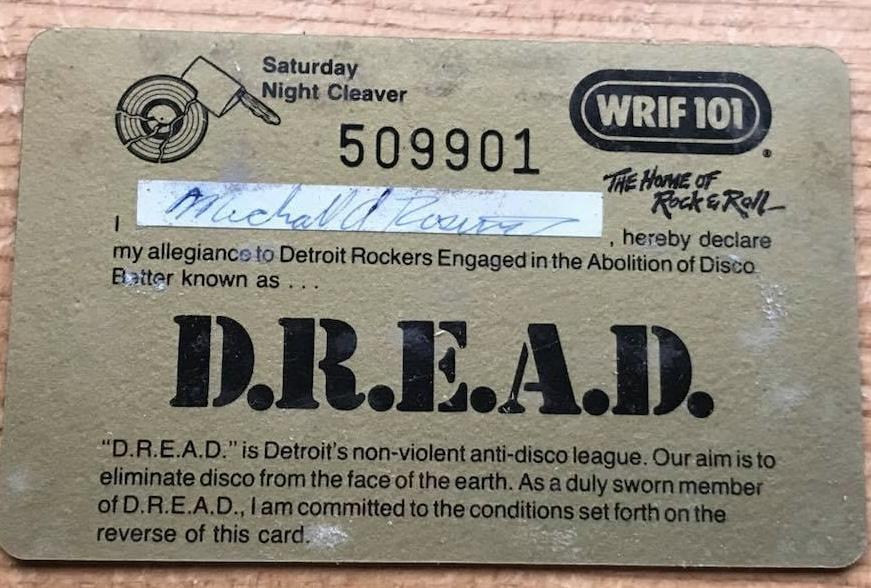 Saturday
Night Cleaver
WRIF 101
®
509901
THE HOME OF
Rock & Roll
I Michael A , hereby declare
my allegiance to Detroit Rockers Engaged in the Abolition of Disco
Better known as . . .
D.R.E.A.D.
“D.R.E.A.D.” is Detroit’s non-violent anti-disco league. Our aim is to
eliminate disco from the face of the earth. As a duly sworn member
of D.R.E.A.D., I am committed to the conditions set forth on the
reverse of this card.